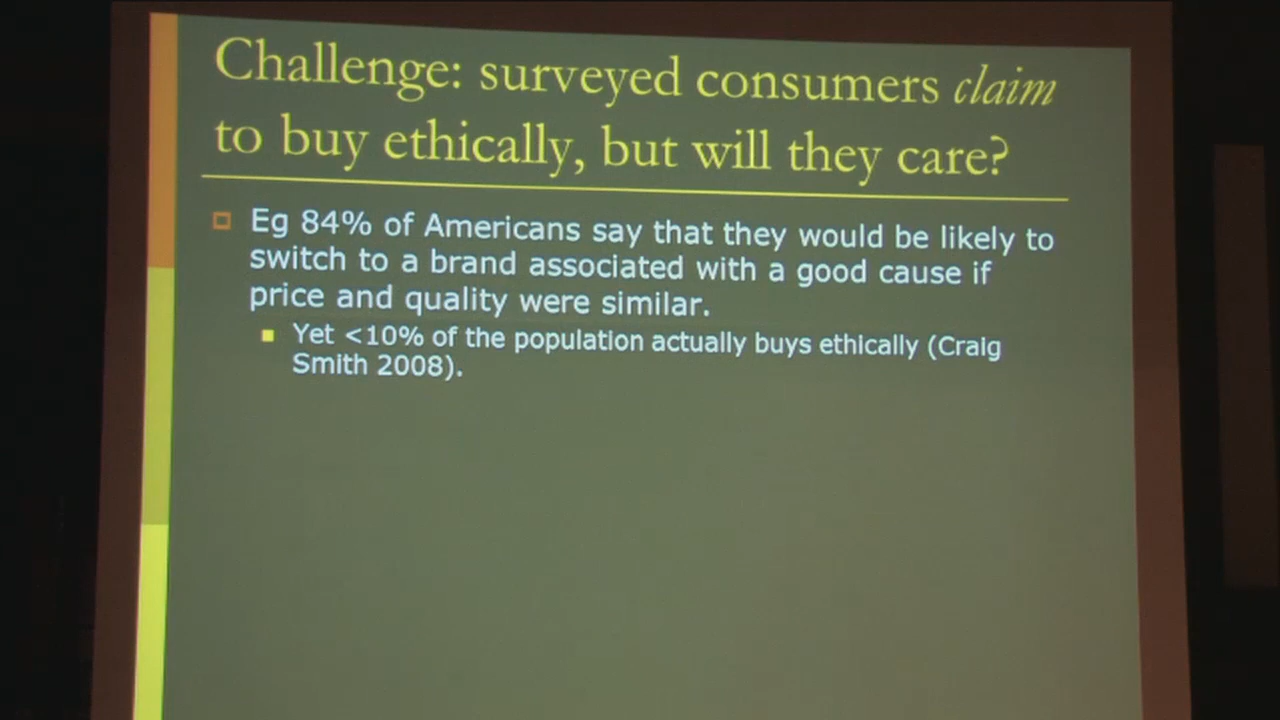 Challenge: surveyed consumers claim
to buy ethically, but will they care?
Eg 84% of Americans say that they would be likely to
switch to a brand associated with a good cause if
price and quality were similar.
Yet <10% of the population actually buys ethically (Craig
Smith 2008).